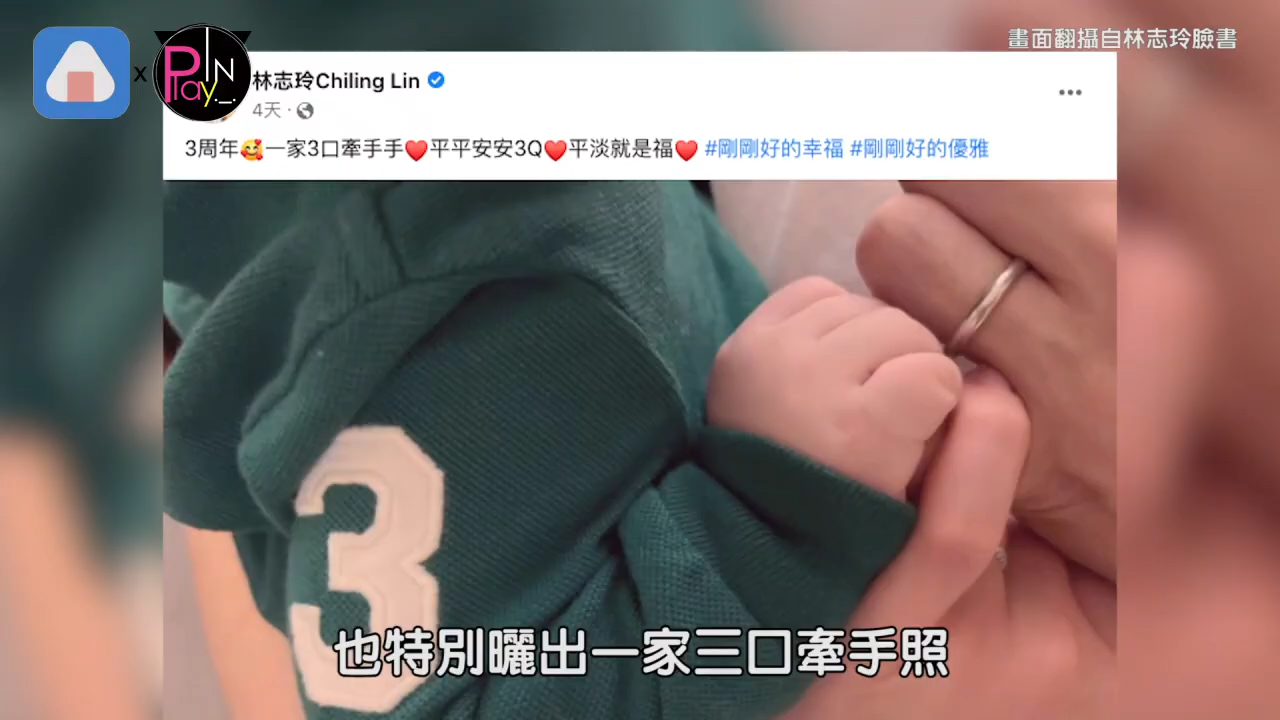 畫面翻攝自林志玲臉書
x
PlayIN
林志玲Chiling Lin
4天
3周年🥰一家3口牽手手❤️平平安安3Q❤️平淡就是福❤️ #剛剛好的幸福 #剛剛好的優雅
3
也特別曬出一家三口牽手照